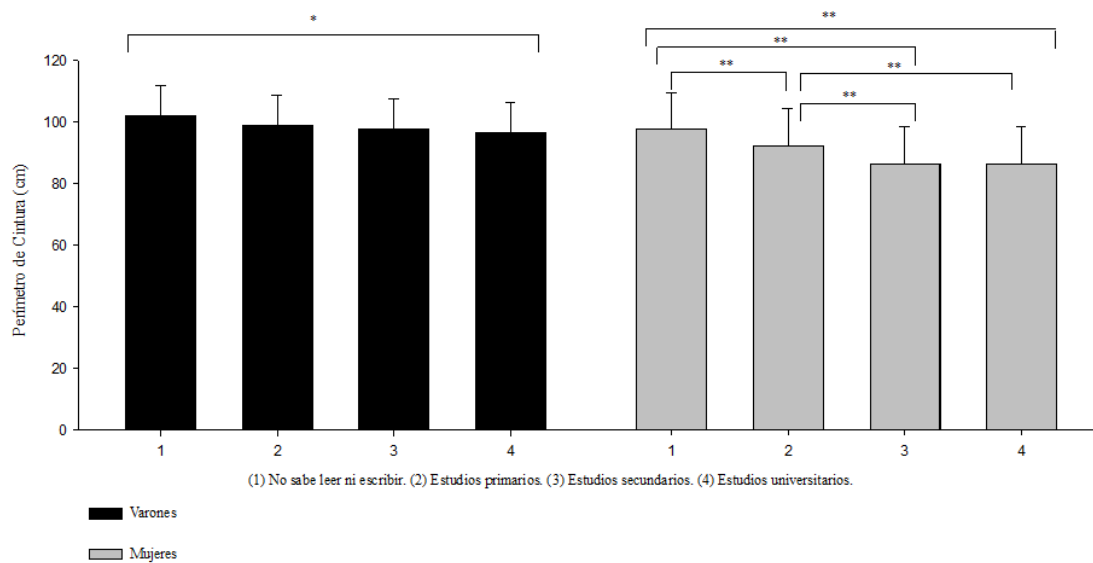 *
**
**
**
**
**
Perímetro de Cintura (cm)
120
100
80
60
40
20
0
1 2 3 4 1 2 3 4
(1) No sabe leer ni escribir. (2) Estudios primarios. (3) Estudios secundarios. (4) Estudios universitarios.
Varones
Mujeres